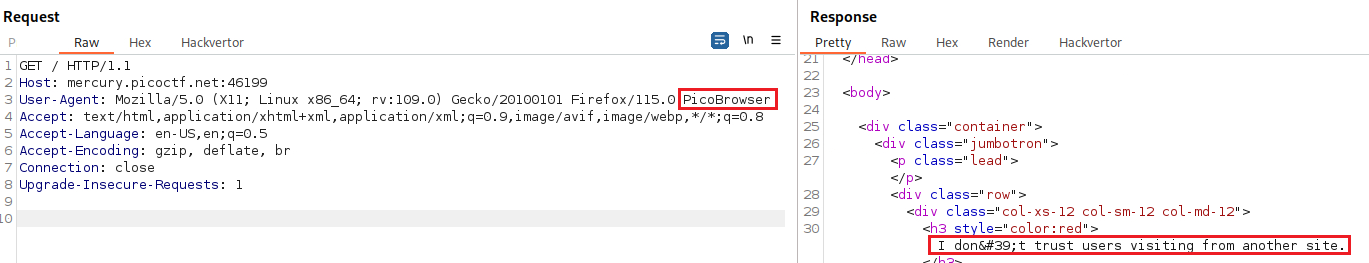 Request
P Raw Hex Hackvertor
\n
1 GET / HTTP/1.1
2 Host: mercury.picoctf.net:46199
3 User-Agent: Mozilla/5.0 (X11; Linux x86_64; rv:109.0) Gecko/20100101 Firefox/115.0 PicoBrowser
4 Accept: text/html,application/xhtml+xml,application/xml;q=0.9,image/avif,image/webp,*/*;q=0.8
5 Accept-Language: en-US,en;q=0.5
6 Accept-Encoding: gzip, deflate, br
7 Connection: close
8 Upgrade-Insecure-Requests: 1
9
10
Response
Pretty Raw Hex Render Hackvertor
21 </head>
22
23 <body>
24
25 <div class="container">
26 <div class="jumbotron">
27 <p class="lead">
</p>
28 <div class="row">
29 <div class="col-xs-12 col-sm-12 col-md-12">
30 <h3 style="color:red">
I don&#39;t trust users visiting from another site.
</h3>